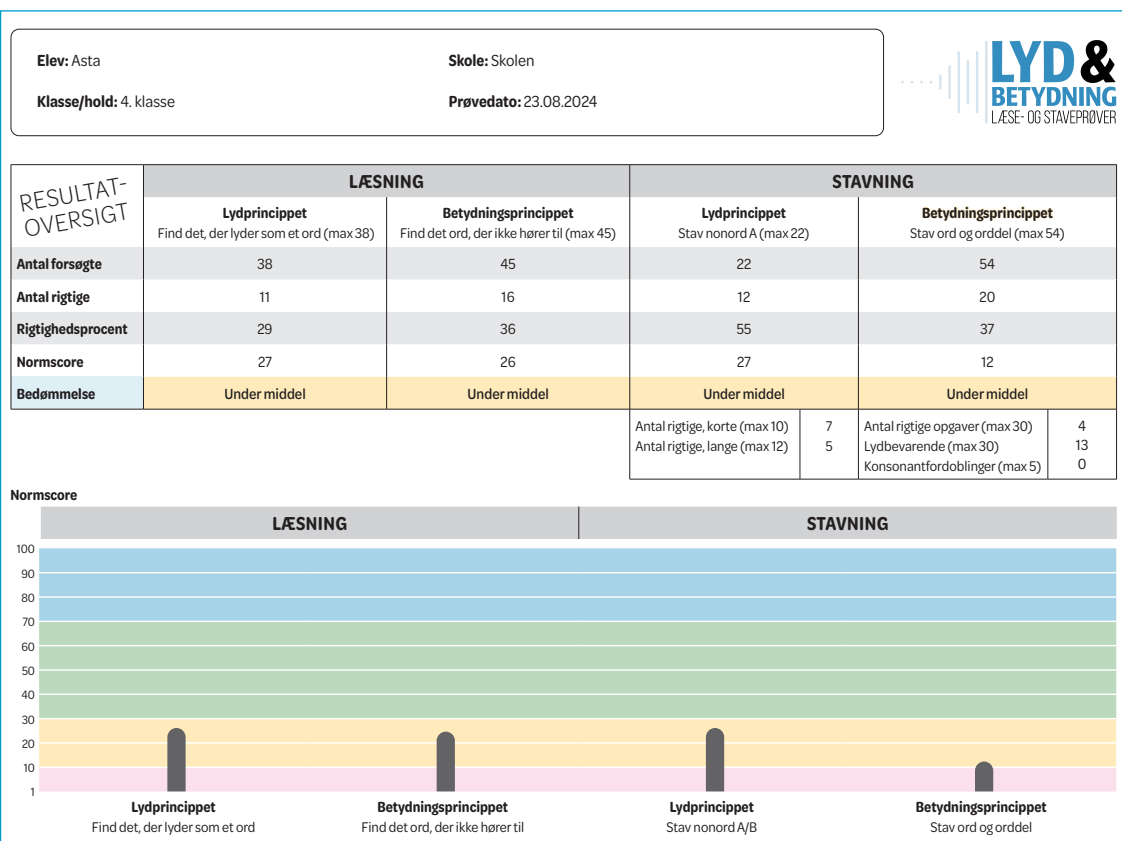 Elev: Asta
Skole: Skolen
Klasse/hold: 4. klasse
Prøvedato: 23.08.2024
LYD &
BETYDNING
LÆSE- OG STAVEPRØVER
RESULTAT-
OVERSIGT
LÆSNING
STAVNING
Lydprincippet
Find det, der lyder som et ord (max 38)
Betydningsprincippet
Find det ord, der ikke hører til (max 45)
Lydprincippet
Stav nonord A (max 22)
Betydningsprincippet
Stav ord og orddel (max 54)
Antal forsøgte 38 45 22 54
Antal rigtige 11 16 12 20
Rigtighedsprocent 29 36 55 37
Normscore 27 26 27 12
Bedømmelse Under middel Under middel Under middel Under middel
Antal rigtige, korte (max 10) 7
Antal rigtige, lange (max 12) 5
Antal rigtige opgaver (max 30) 4
Lydbevarende (max 30) 13
Konsonantfordoblinger (max 5) 0
Normscore
LÆSNING
STAVNING
100
90
80
70
60
50
40
30
20
10
1
Lydprincippet
Find det, der lyder som et ord
Betydningsprincippet
Find det ord, der ikke hører til
Lydprincippet
Stav nonord A/B
Betydningsprincippet
Stav ord og orddel